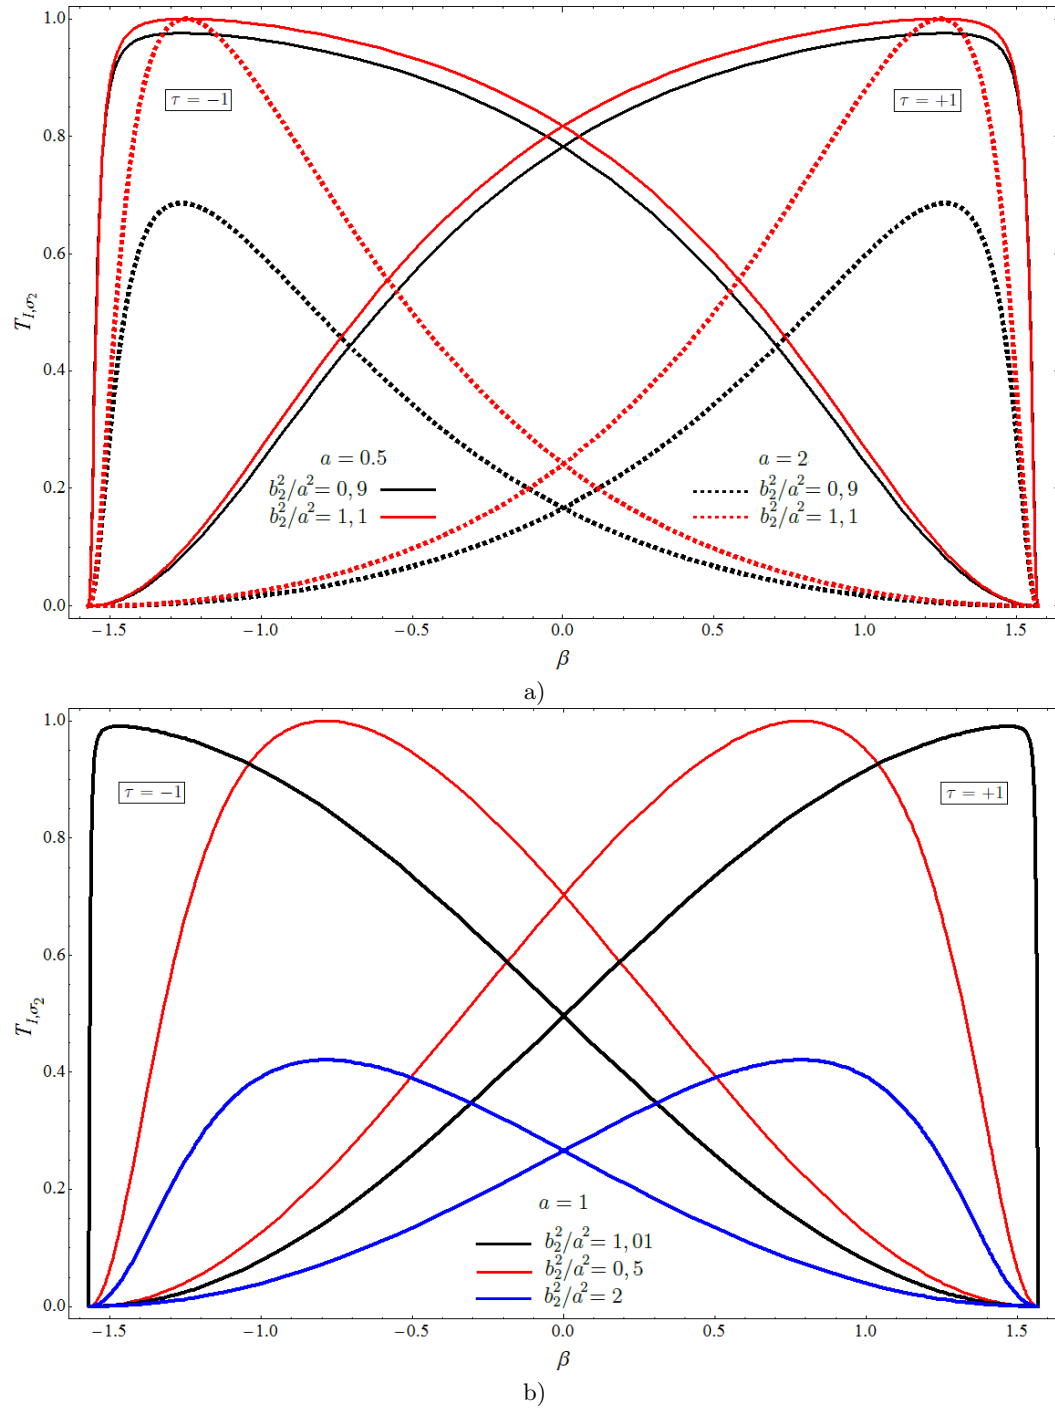 1.0
0.8
0.6
0.4
0.2
0.0
T_{I,σ_2}
τ = −1
τ = +1
a = 0.5
b_2^2/a^2 = 0, 9
b_2^2/a^2 = 1, 1
a = 2
b_2^2/a^2 = 0, 9
b_2^2/a^2 = 1, 1
−1.5 −1.0 −0.5 0.0 0.5 1.0 1.5
β
a)
1.0
0.8
0.6
0.4
0.2
0.0
T_{I,σ_2}
τ = −1
τ = +1
a = 1
b_2^2/a^2 = 1, 01
b_2^2/a^2 = 0, 5
b_2^2/a^2 = 2
−1.5 −1.0 −0.5 0.0 0.5 1.0 1.5
β
b)